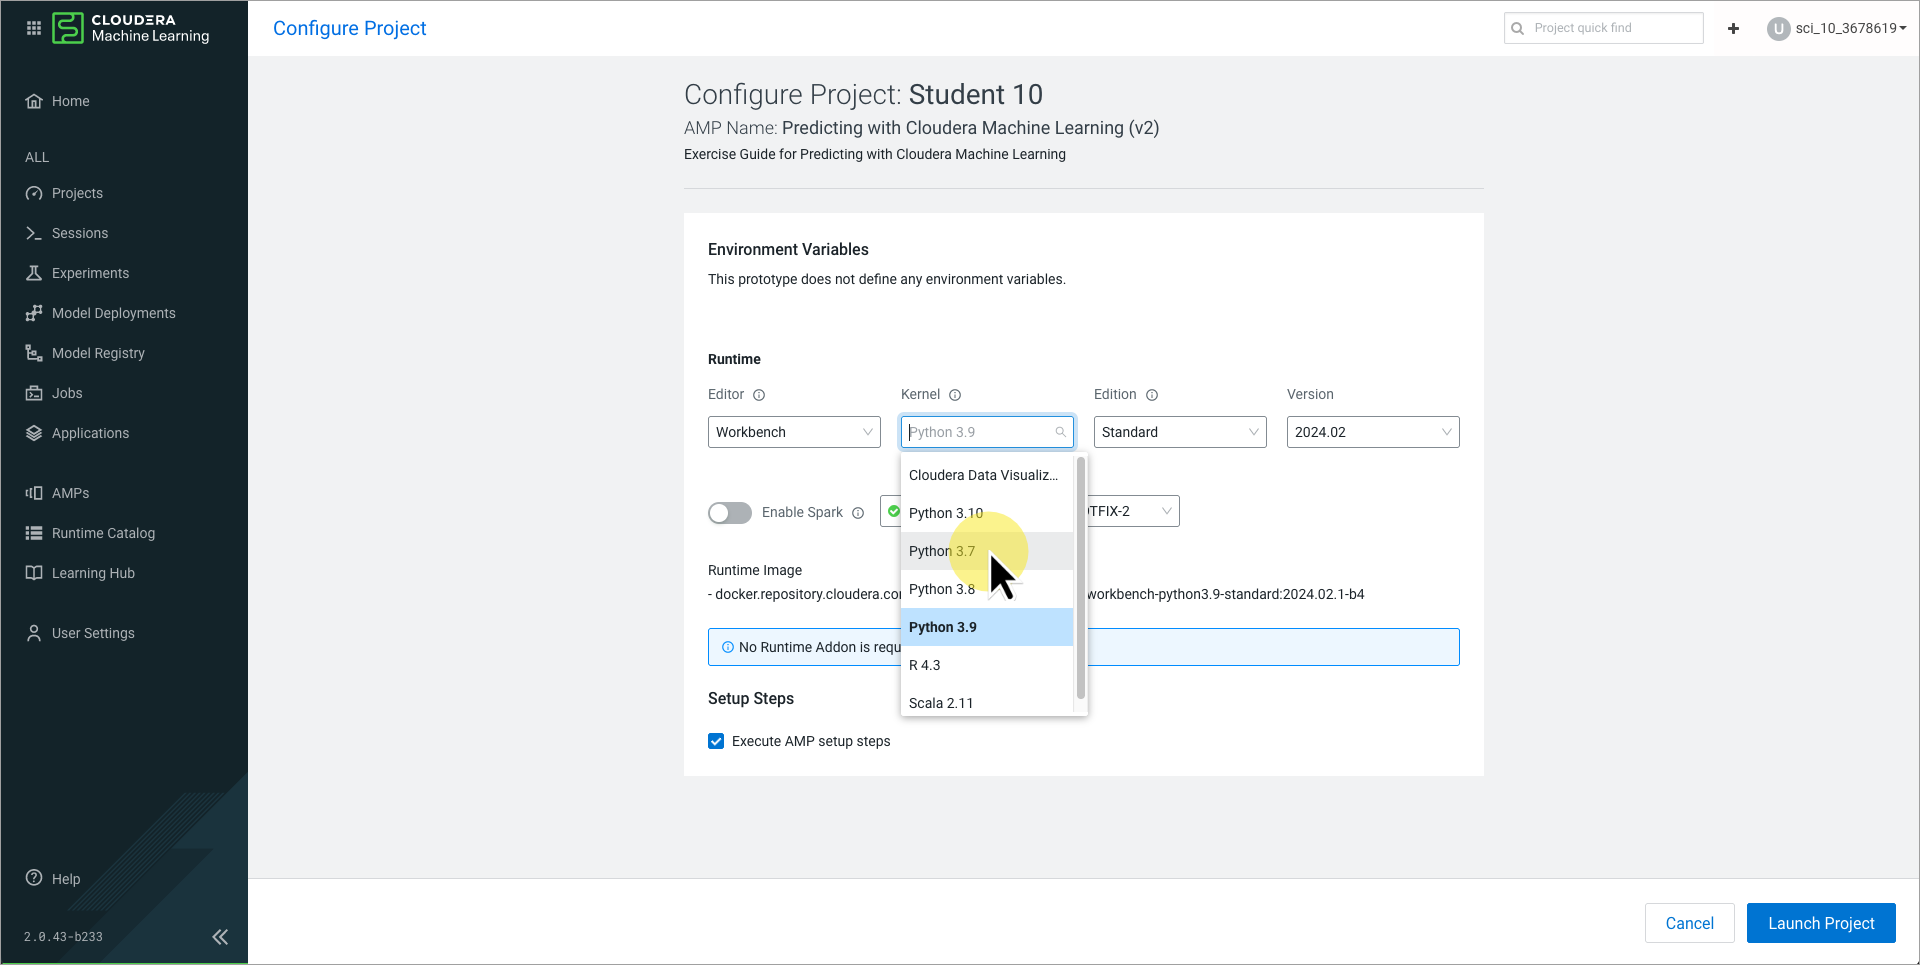 CLOUDERA
Machine Learning
Configure Project
Project quick find
U
sci_10_3678619
Home
ALL
Projects
Sessions
Experiments
Model Deployments
Model Registry
Jobs
Applications
AMPs
Runtime Catalog
Learning Hub
User Settings
Help
2.0.43-b233
Configure Project: Student 10
AMP Name: Predicting with Cloudera Machine Learning (v2)
Exercise Guide for Predicting with Cloudera Machine Learning
Environment Variables
This prototype does not define any environment variables.
Runtime
Editor Kernel Edition Version
Workbench Python 3.9 Standard 2024.02
Cloudera Data Visualiz...
Python 3.10
Python 3.7
Python 3.8
Python 3.9
R 4.3
Scala 2.11
Enable Spark TFIX-2
Runtime Image
- docker.repository.cloudera.co workbench-python3.9-standard:2024.02.1-b4
No Runtime Addon is requ
Setup Steps
Execute AMP setup steps
Cancel
Launch Project